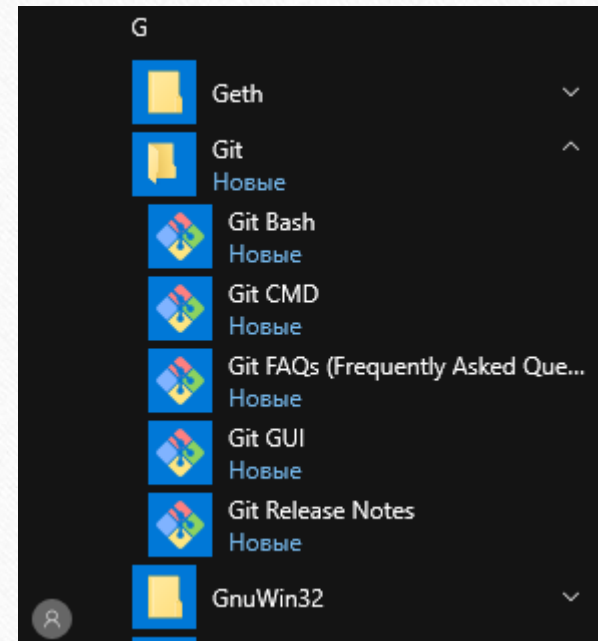 G
Geth
Git
Новые
Git Bash
Новые
Git CMD
Новые
Git FAQs (Frequently Asked Que...
Новые
Git GUI
Новые
Git Release Notes
Новые
GnuWin32